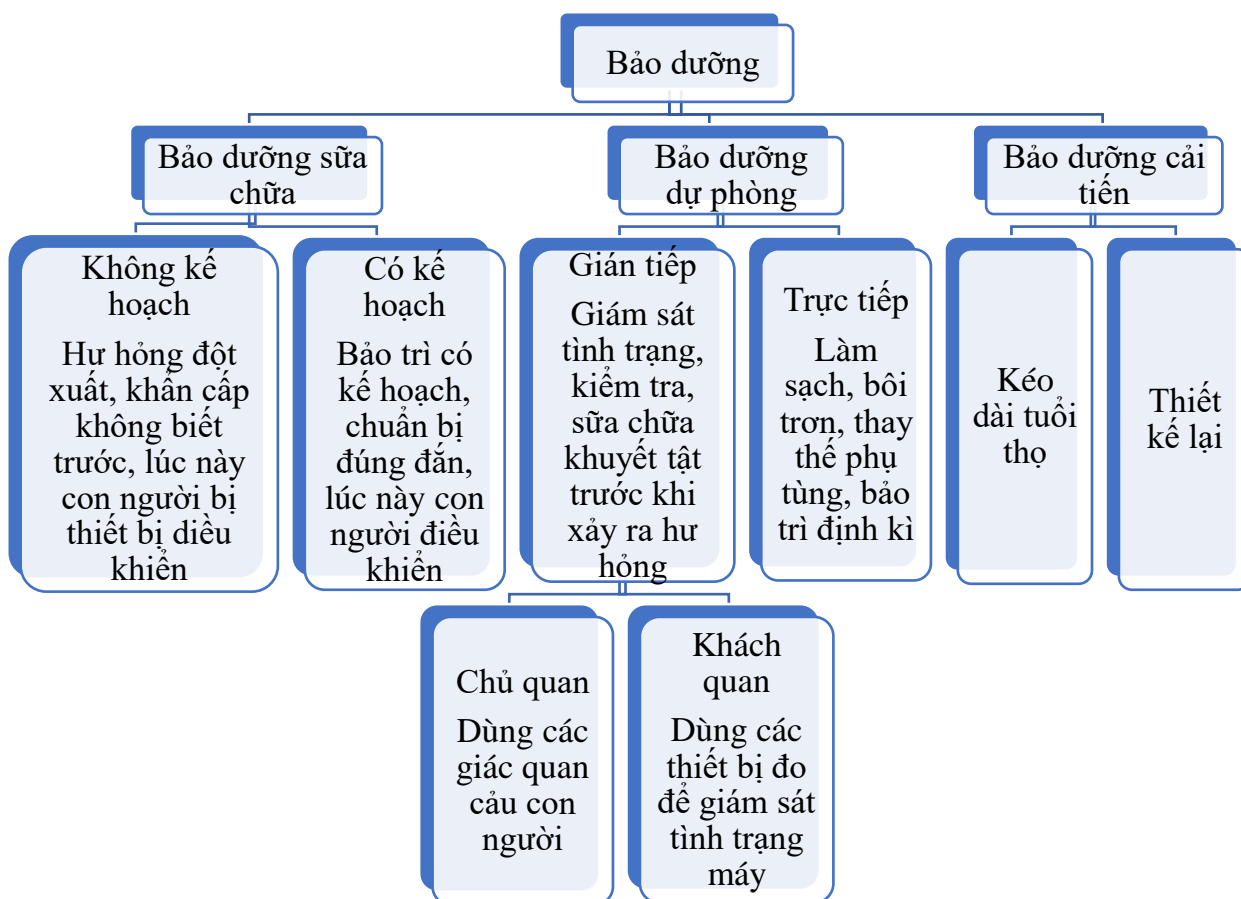 Bảo dưỡng
Bảo dưỡng sữa
chữa
Bảo dưỡng
dự phòng
Bảo dưỡng cải
tiến
Không kế
hoạch
Hư hỏng đột
xuất, khẩn cấp
không biết
trước, lúc này
con người bị
thiết bị diều
khiển
Có kế
hoạch
Bảo trì có
kế hoạch,
chuẩn bị
đúng đắn,
lúc này con
người điều
khiển
Gián tiếp
Giám sát
tình trạng,
kiểm tra,
sữa chữa
khuyết tật
trước khi
xảy ra hư
hỏng
Trực tiếp
Làm
sạch, bôi
trơn, thay
thế phụ
tùng, bảo
trì định kì
Kéo
dài tuổi
thọ
Thiết
kế lại
Chủ quan
Dùng các
giác quan
cảu con
người
Khách
quan
Dùng các
thiết bị đo
để giám sát
tình trạng
máy